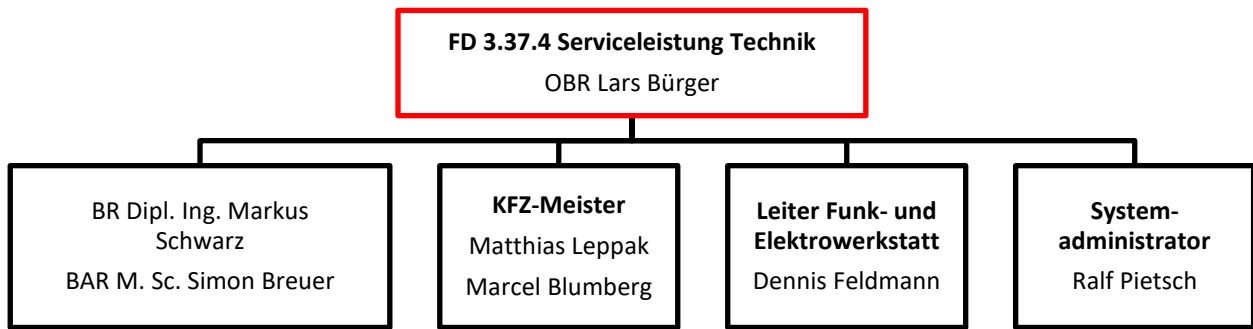 FD 3.37.4 Serviceleistung Technik
OBR Lars Bürger
BR Dipl. Ing. Markus
Schwarz
BAR M. Sc. Simon Breuer
KFZ-Meister
Matthias Leppak
Marcel Blumberg
Leiter Funk- und
Elektrowerkstatt
Dennis Feldmann
System-
administrator
Ralf Pietsch